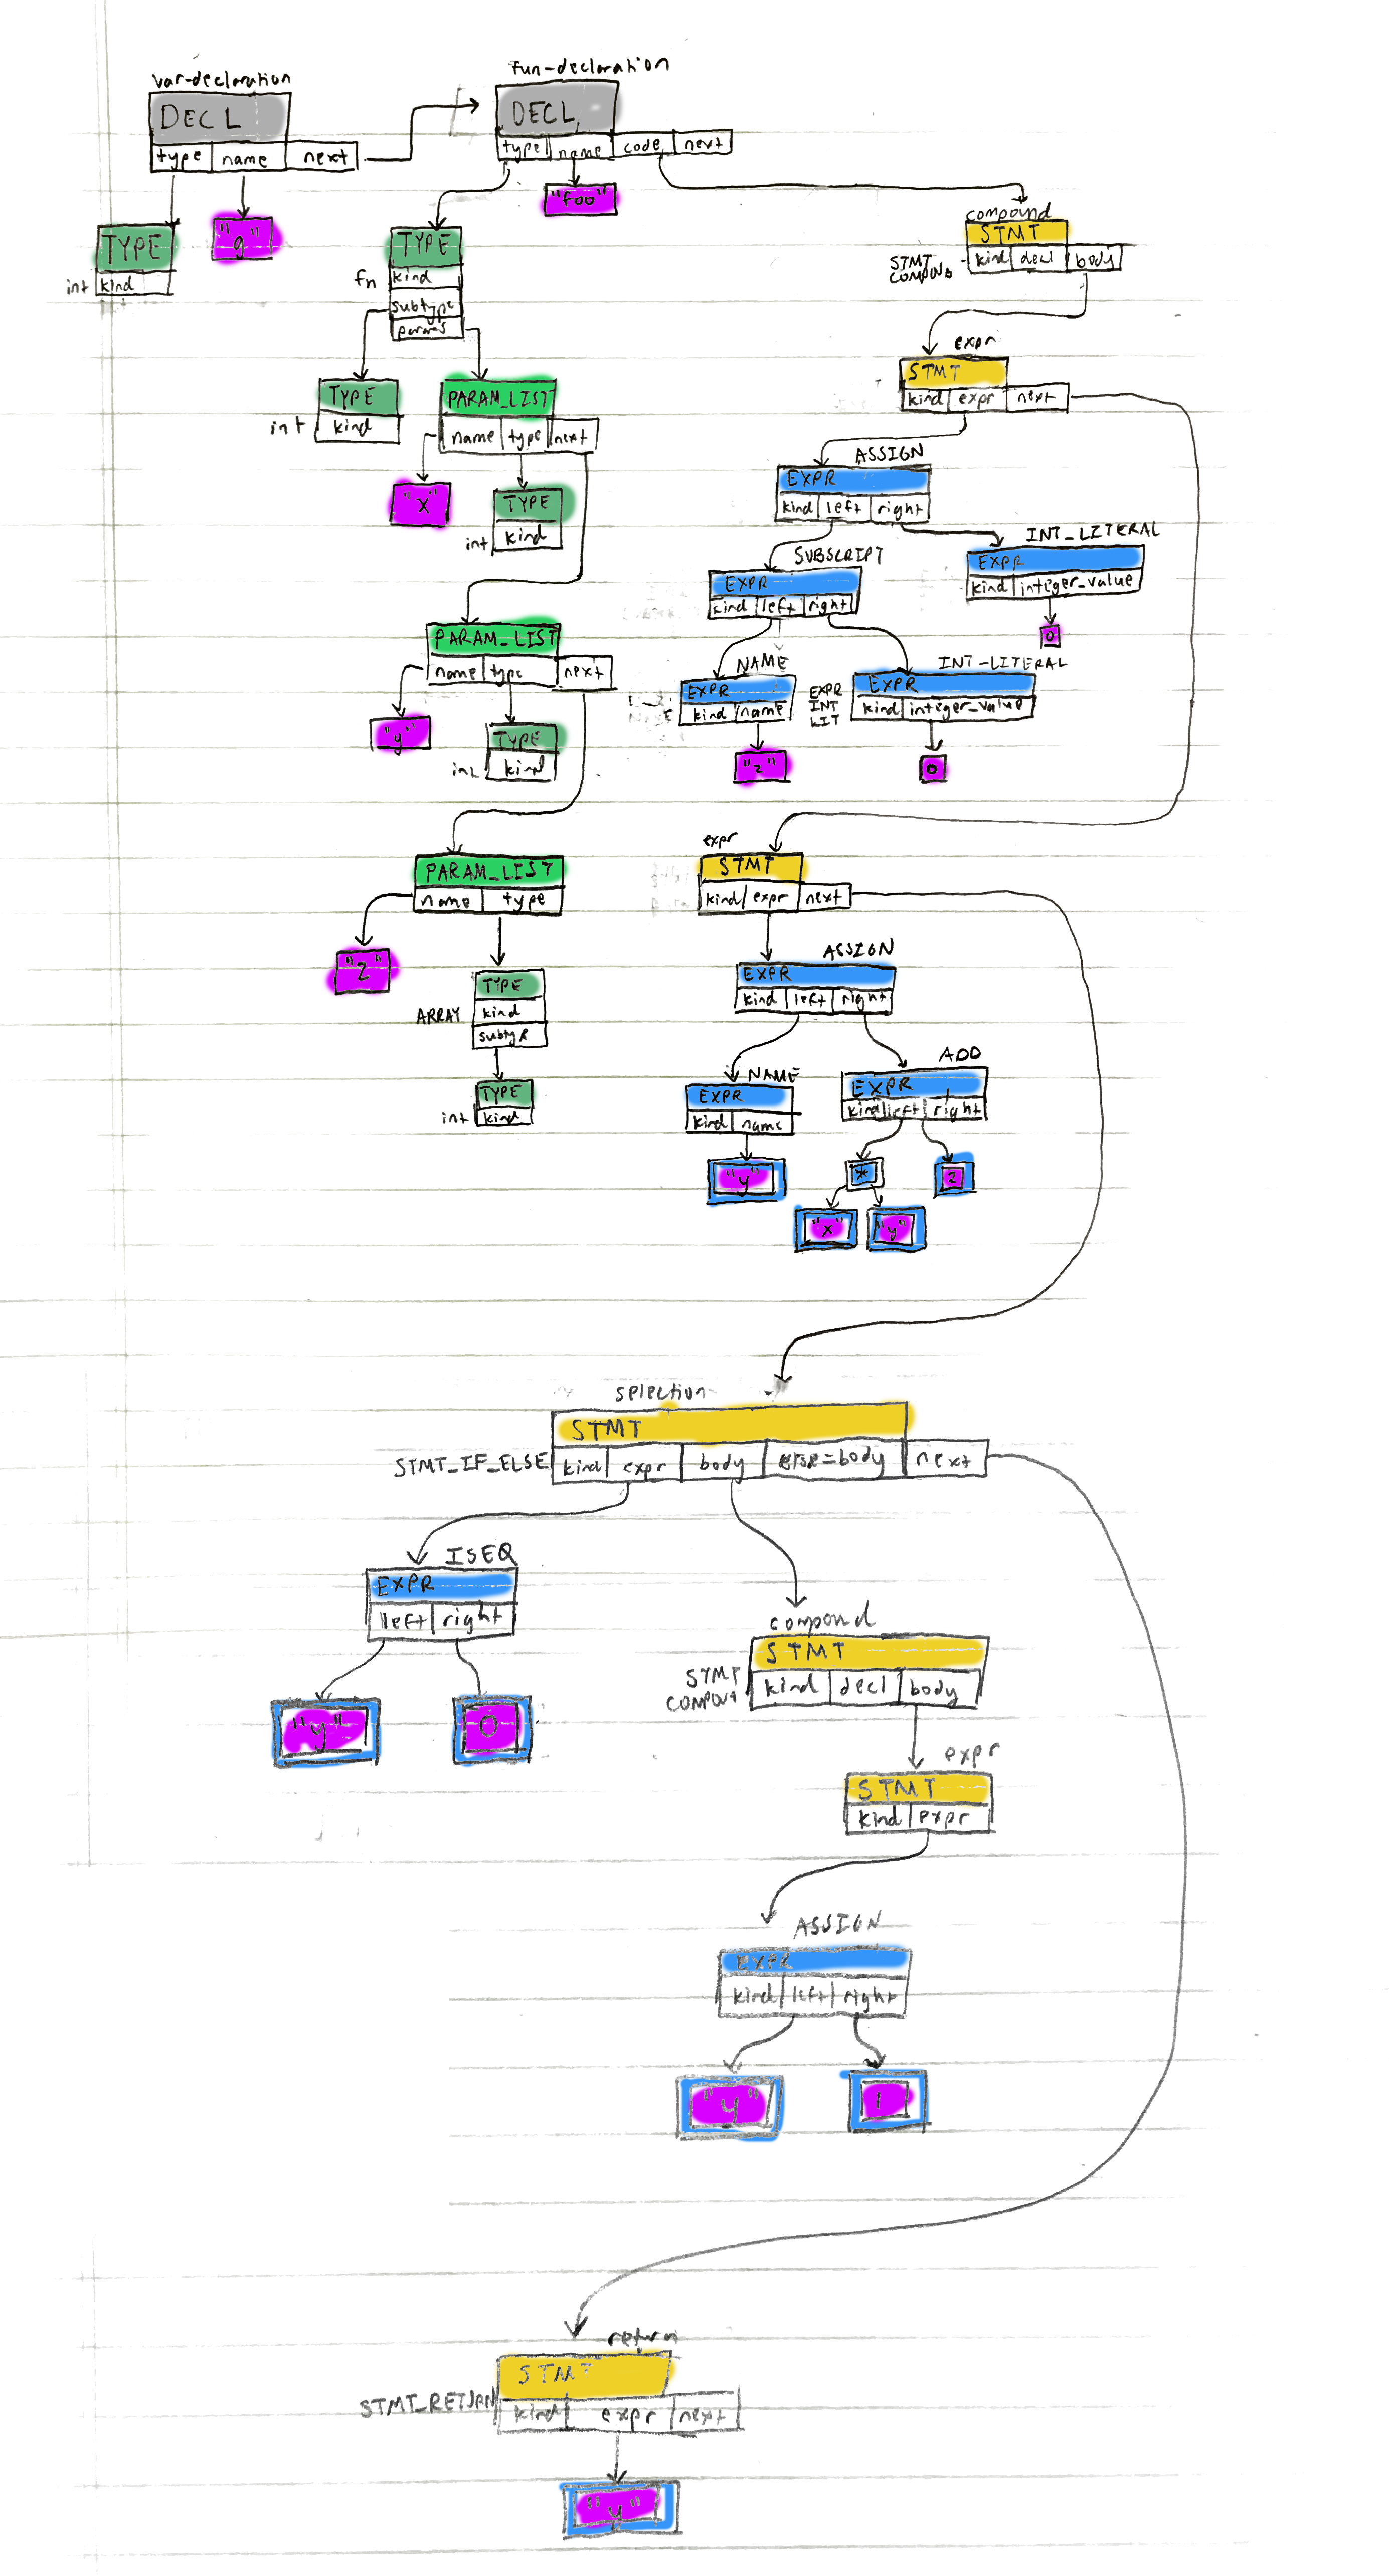 var-declaration
DECL
type name next
TYPE
int kind
"g"
fun-declaration
DECL
type name code next
"foo"
TYPE
fn kind
subtype
params
TYPE
int kind
PARAM_LIST
name type next
"x"
TYPE
int kind
PARAM_LIST
name type next
"y"
TYPE
int kind
PARAM_LIST
name type
"z"
TYPE
ARRAY kind
subtype
TYPE
int kind
compound
STMT
STMT
COMPOUND
kind decl body
expr
STMT
kind expr next
ASSIGN
EXPR
kind left right
SUBSCRIPT
EXPR
kind left right
INT_LITERAL
EXPR
kind integer_value
0
NAME
EXPR
kind name
"z"
INT-LITERAL
EXPR
INT
LIT
EXPR
kind integer_value
0
expr
STMT
kind expr next
ASSIGN
EXPR
kind left right
NAME
EXPR
kind name
"y"
ADD
EXPR
kind left right
*
2
"x" "y"
selection
STMT
STMT_IF_ELSE kind expr body body next
ISEQ
EXPR
left right
"y" 0
compound
STMT
STMT
kind decl body
expr
STMT
kind expr
ASSIGN
EXPR
kind left right
"y" 1
return
STMT
STMT_RETURN kind expr next
"y"